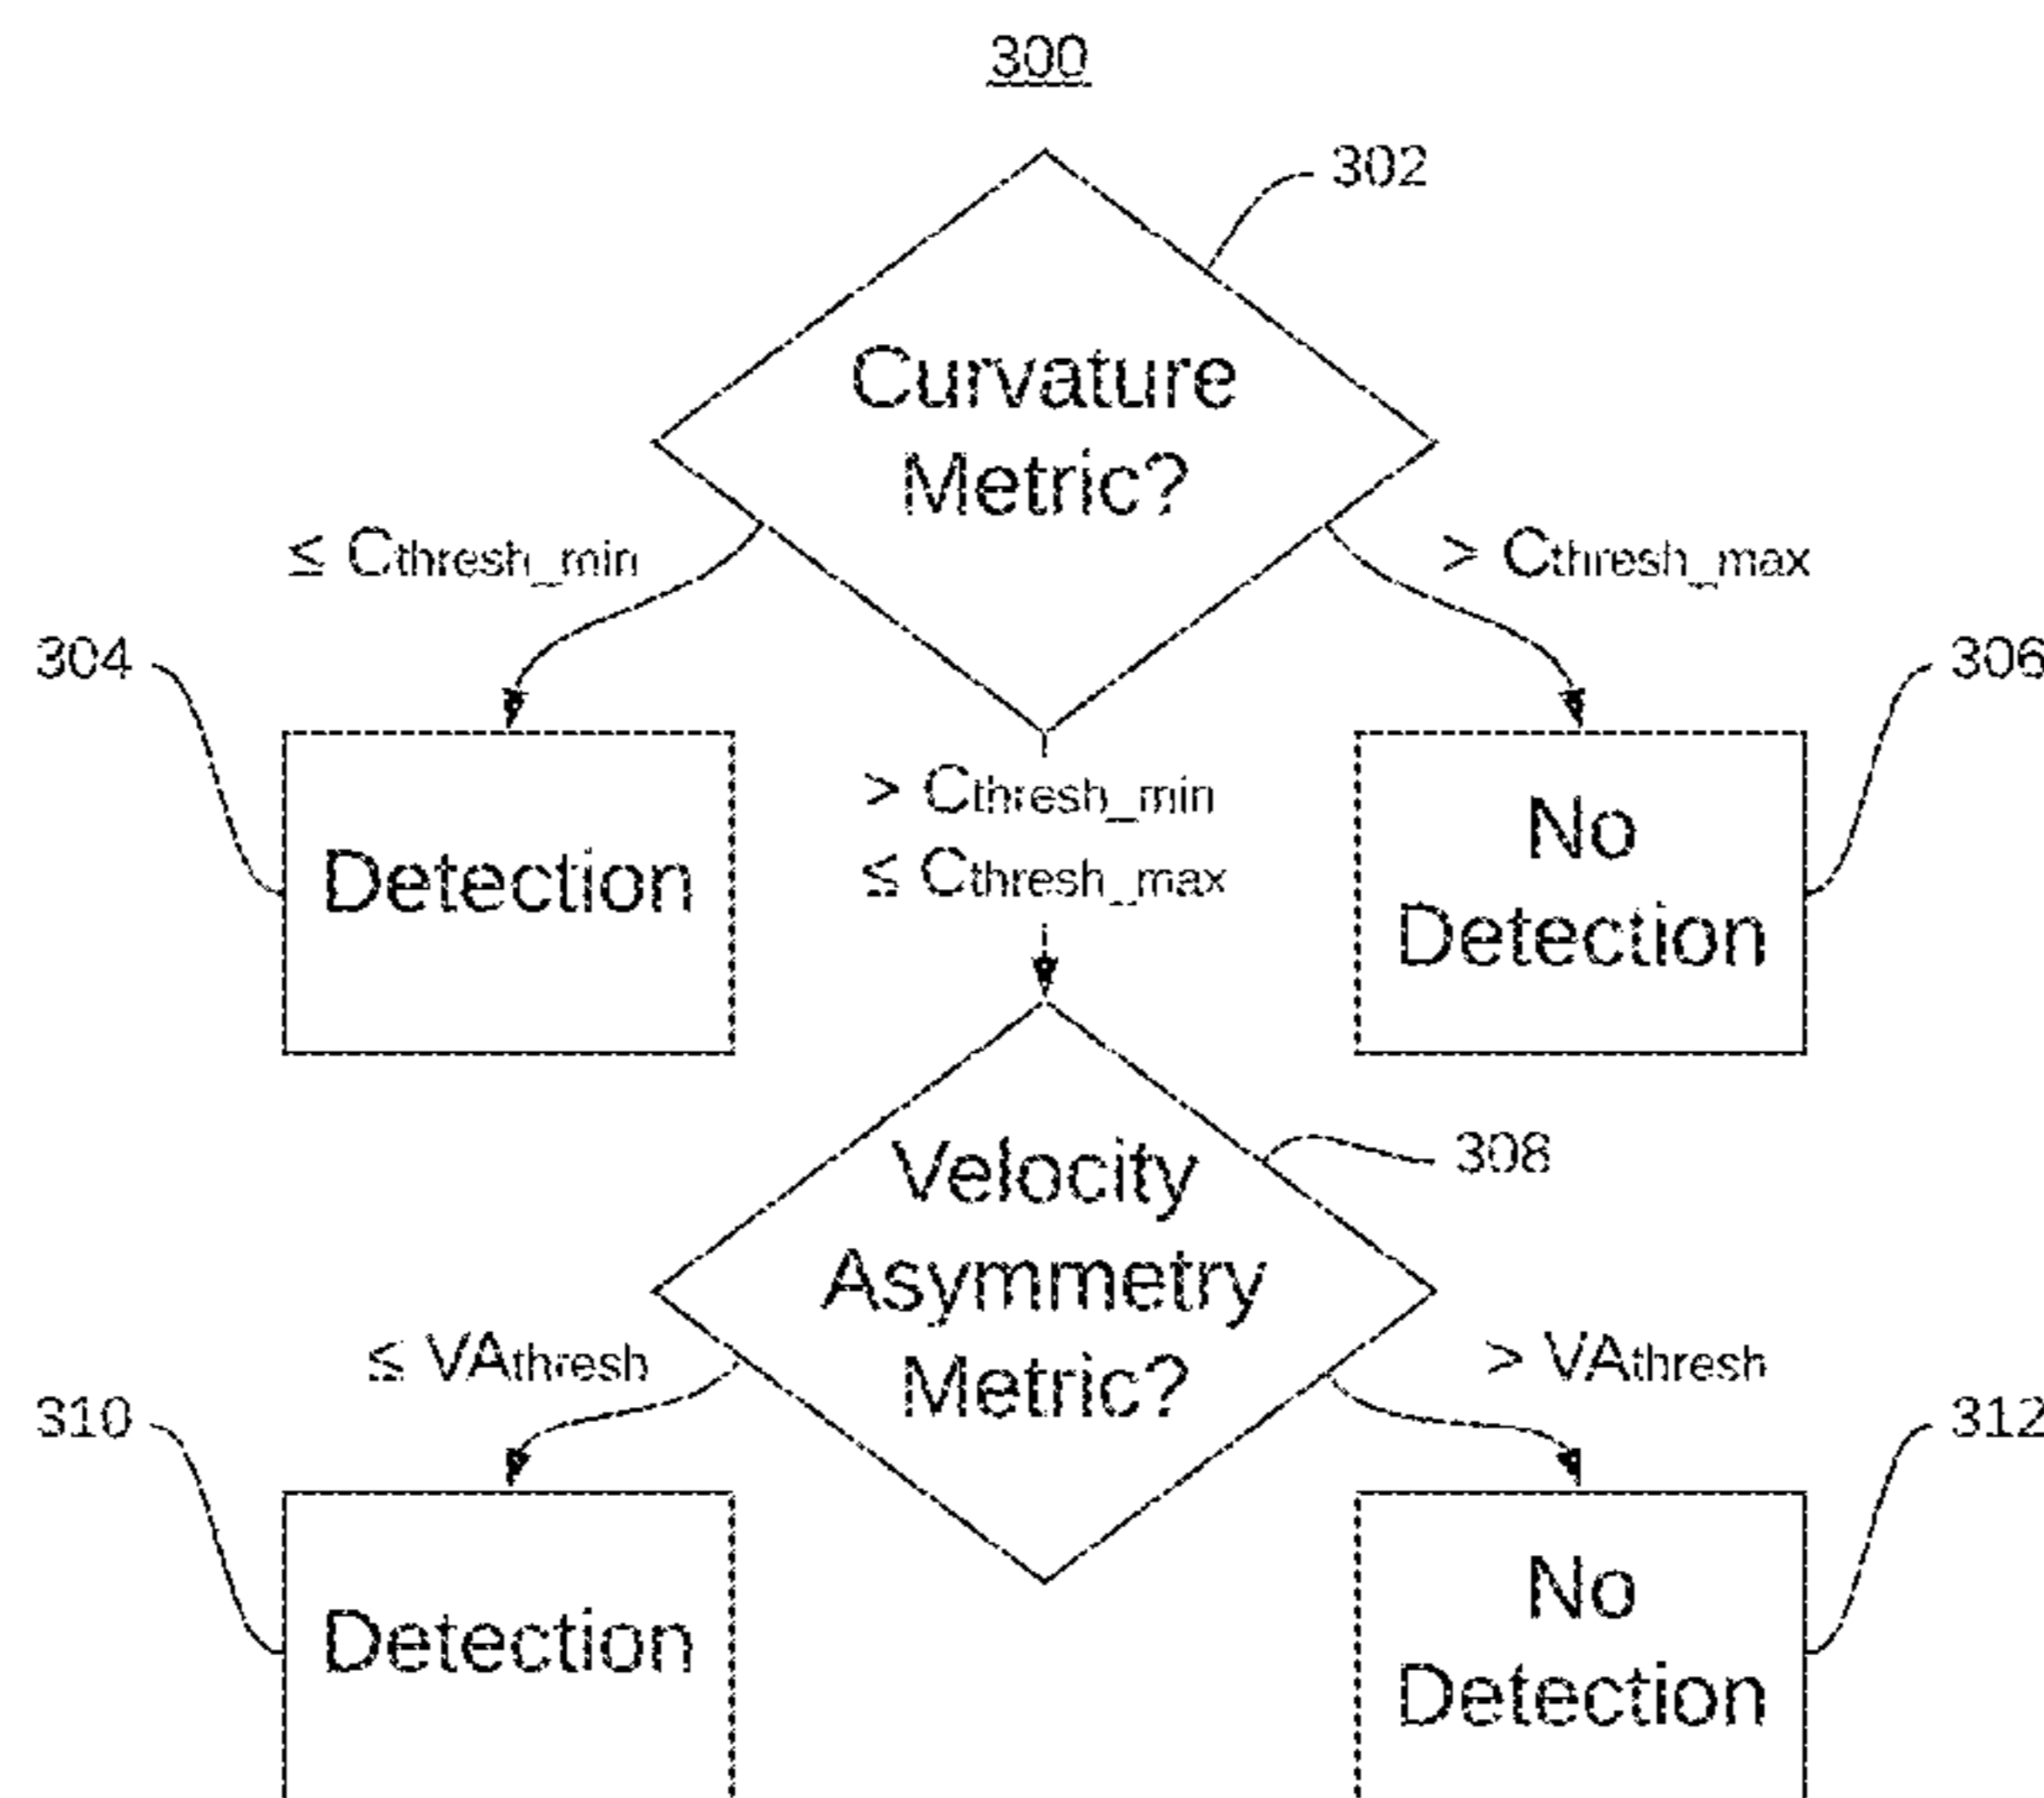 300
302
Curvature
Metric?
≤ Cthresh_min
> Cthresh_max
304
306
> Cthresh_min
≤ Cthresh_max
Detection
No
Detection
308
Velocity
Asymmetry
Metric?
≤ VAthresh
> VAthresh
310
312
Detection
No
Detection